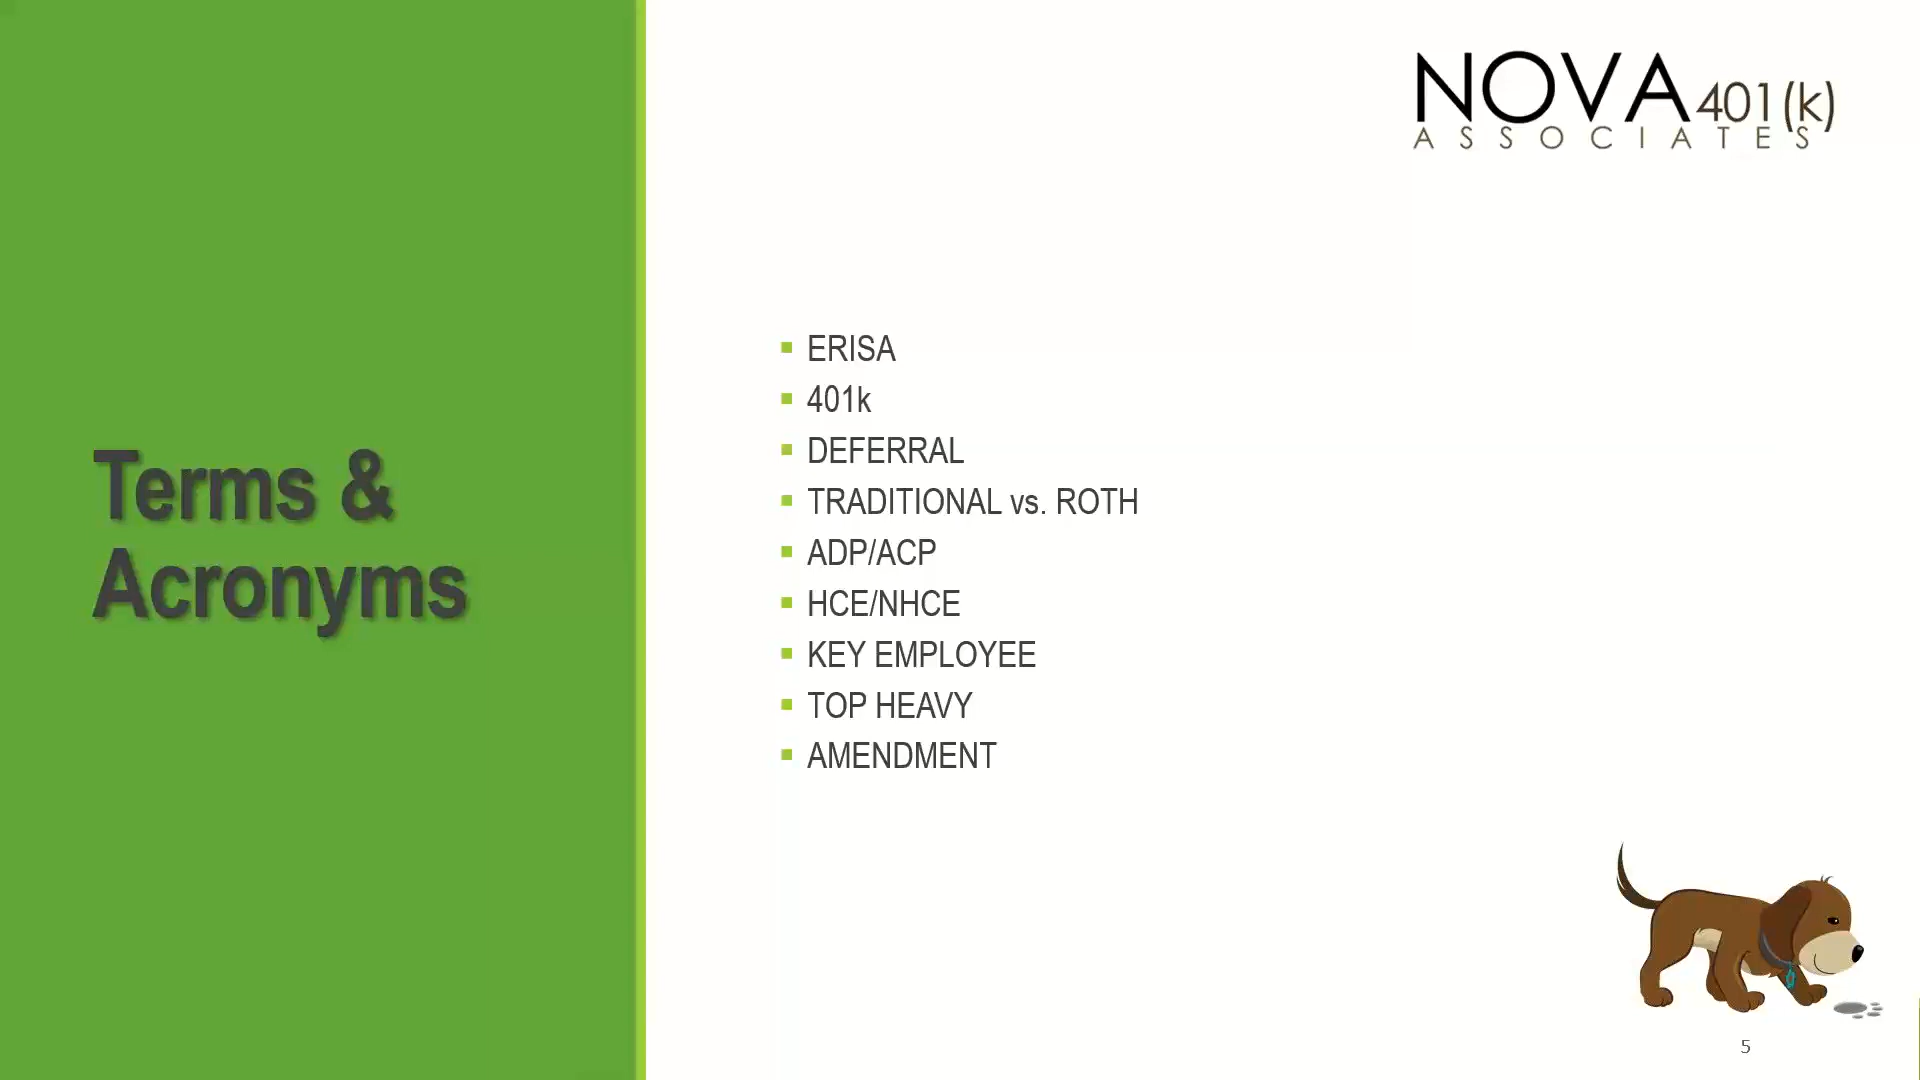 NOVA 401(k)
ASSOCIATES
Terms &
Acronyms
ERISA
401k
DEFERRAL
TRADITIONAL vs. ROTH
ADP/ACP
HCE/NHCE
KEY EMPLOYEE
TOP HEAVY
AMENDMENT
5